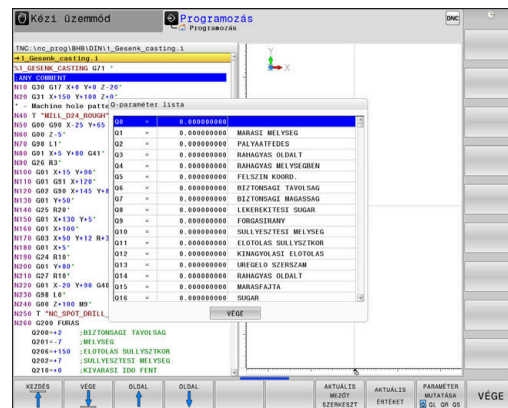 Kézi üzemmód
Programozás
Programozás
DNC
TNC:\nc_prog\BHB\DIN\1_Gesenk_casting.i
→1_Gesenk_casting.i
%1_GESENK_CASTING G71 *
;ANY COMMENT
N10 G30 G17 X+0 Y+0 Z-20*
N20 G31 X+150 Y+100 Z+0*
* - Machine hole patte
N40 T "MILL_D24_ROUGH"
N50 G00 G90 X-25 Y+65
N60 G00 Z-5*
N70 G98 L1*
N80 G01 X+5 Y+80 G41*
N90 G26 R3*
N100 G01 X+15 Y+90*
N110 G01 G91 X+120*
N120 G02 G90 X+145 Y+8
N130 G01 Y+50*
N140 G25 R20*
N150 G01 X+130 Y+5*
N160 G01 X+100*
N170 G03 X+50 Y+12 R+3
N180 G01 X+5*
N190 G24 R10*
N200 G01 Y+80*
N210 G27 R10*
N220 G01 X-20 Y+90 G40
N230 G98 L0*
N240 G00 Z+100 M9*
N250 T "NC_SPOT_DRILL_
N260 G200 FURAS
Q200=+2 ;BIZTONSAGI TAVOLSAG
Q201=-7 ;MELYSEG
Q206=+150 ;ELOTOLAS SULLYSZTKOR
Q202=+7 ;SULLYESZTESI MELYSEG
Q210=+0 ;KIVARASI IDO FENT
Y
X
Q-paraméter lista
Q0 = 0.000000000
Q1 = 0.000000000 MARASI MELYSEG
Q2 = 0.000000000 PALYAATFEDES
Q3 = 0.000000000 RAHAGYAS OLDALT
Q4 = 0.000000000 RAHAGYAS MELYSEGBEN
Q5 = 0.000000000 FELSZIN KOORD.
Q6 = 0.000000000 BIZTONSAGI TAVOLSAG
Q7 = 0.000000000 BIZTONSAGI MAGASSAG
Q8 = 0.000000000 LEKEREKITESI SUGAR
Q9 = 0.000000000 FORGASIRANY
Q10 = 0.000000000 SULLYESZTESI MELYSEG
Q11 = 0.000000000 ELOTOLAS SULLYSZTKOR
Q12 = 0.000000000 KINAGYOLASI ELOTOLAS
Q13 = 0.000000000 UREGELO SZERSZAM
Q14 = 0.000000000 RAHAGYAS OLDALT
Q15 = 0.000000000 MARASFAJTA
Q16 = 0.000000000 SUGAR
VÉGE
KEZDÉS
VÉGE
OLDAL
OLDAL
AKTUÁLIS
MEZŐT
SZERKESZT
AKTUÁLIS
ÉRTÉKET
PARAMÉTER
MUTATÁSA
Q QL QR QS
VÉGE